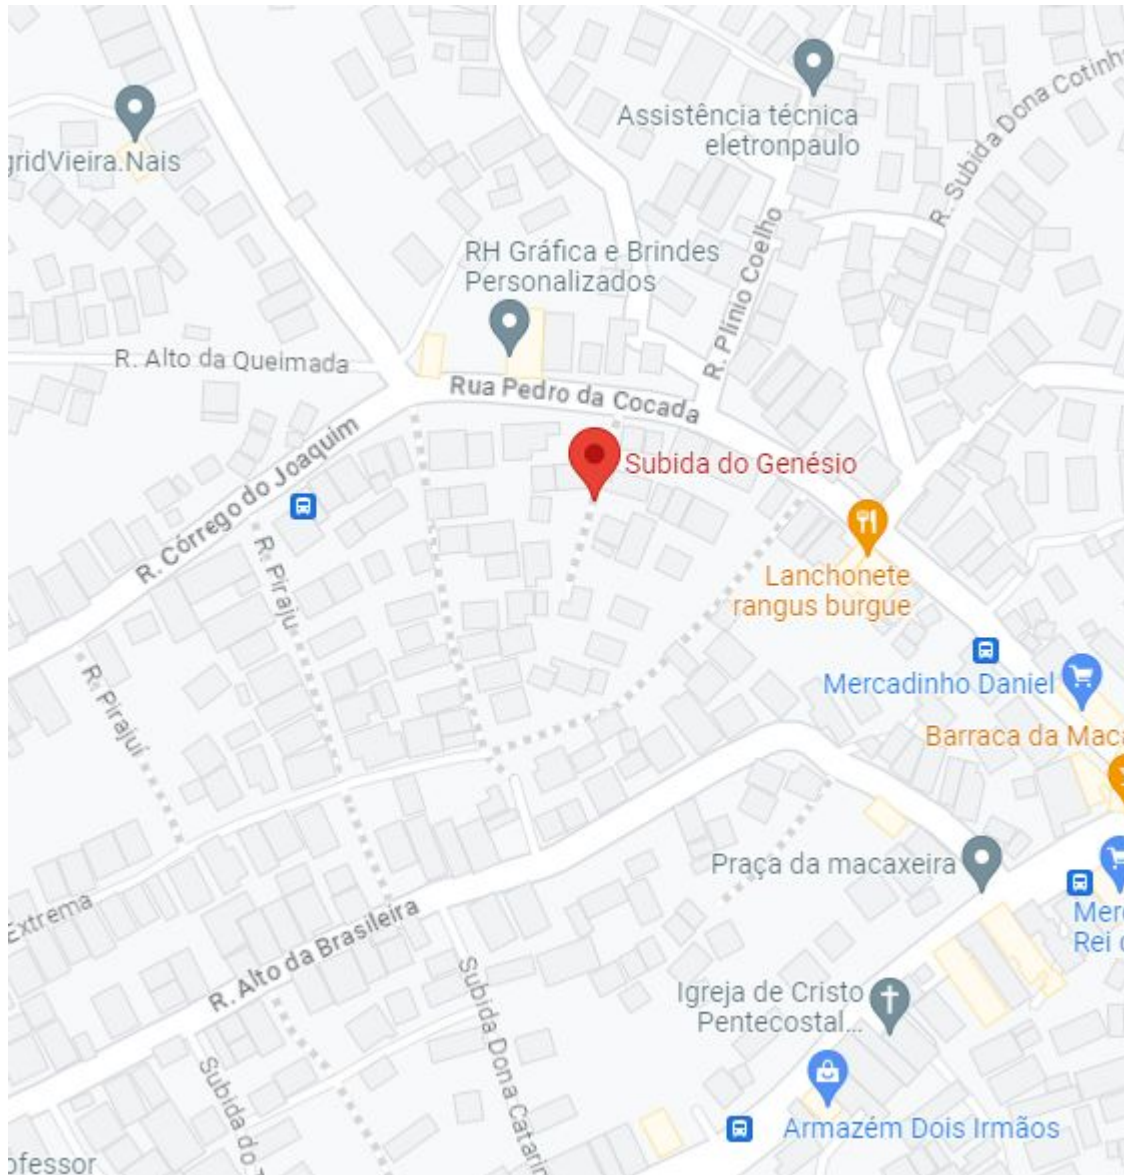 Assistência técnica
eletronpaulo
R. Subida Dona Cotinha
gridVieira.Nais
RH Gráfica e Brindes
Personalizados
R. Plínio Coelho
R. Alto da Queimada
Rua Pedro da Cocada
R. Córrego do Joaquim
Subida do Genésio
R. Piraju
Lanchonete
rangus burgue
R. Pirajuí
Mercadinho Daniel
Barraca da Maca
Praça da macaxeira
Extrema
R. Alto da Brasileira
Mer
Rei
Subida Dona Catarin
Igreja de Cristo
Pentecostal...
Subida do
Armazém Dois Irmãos
ofessor